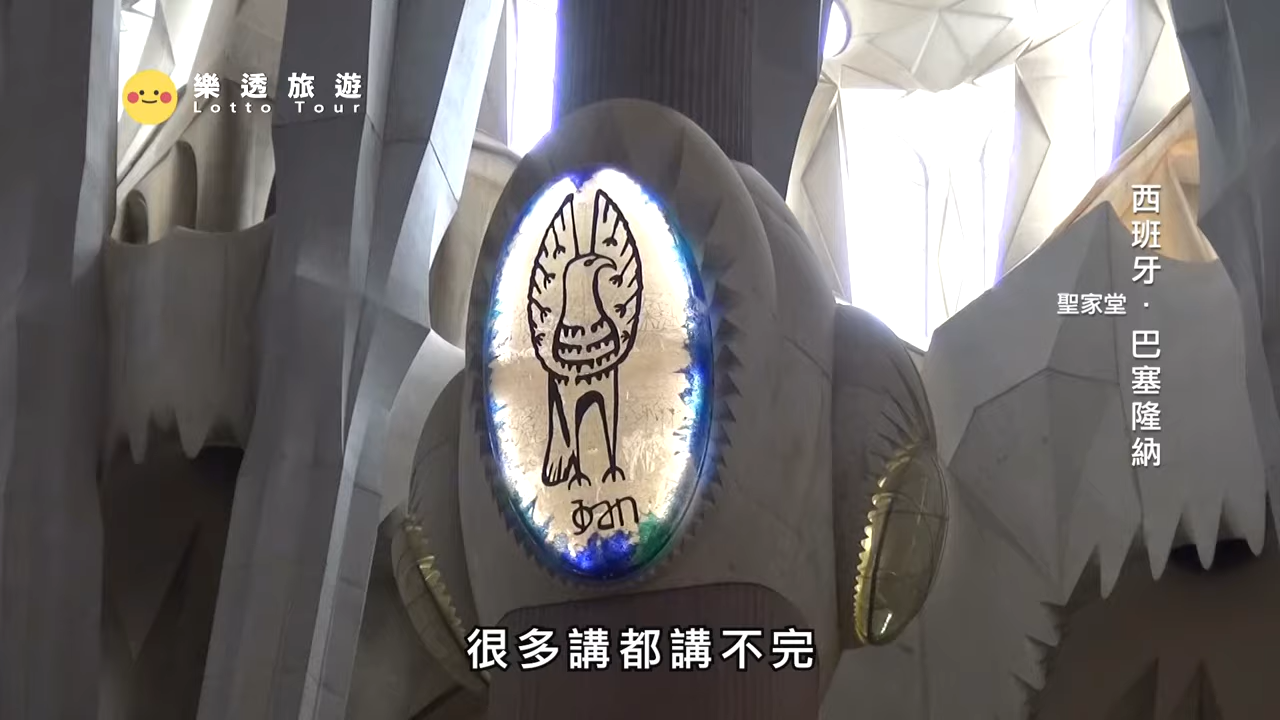 樂透旅遊
Lotto Tour
西班牙·巴塞隆納
聖家堂
很多講都講不完